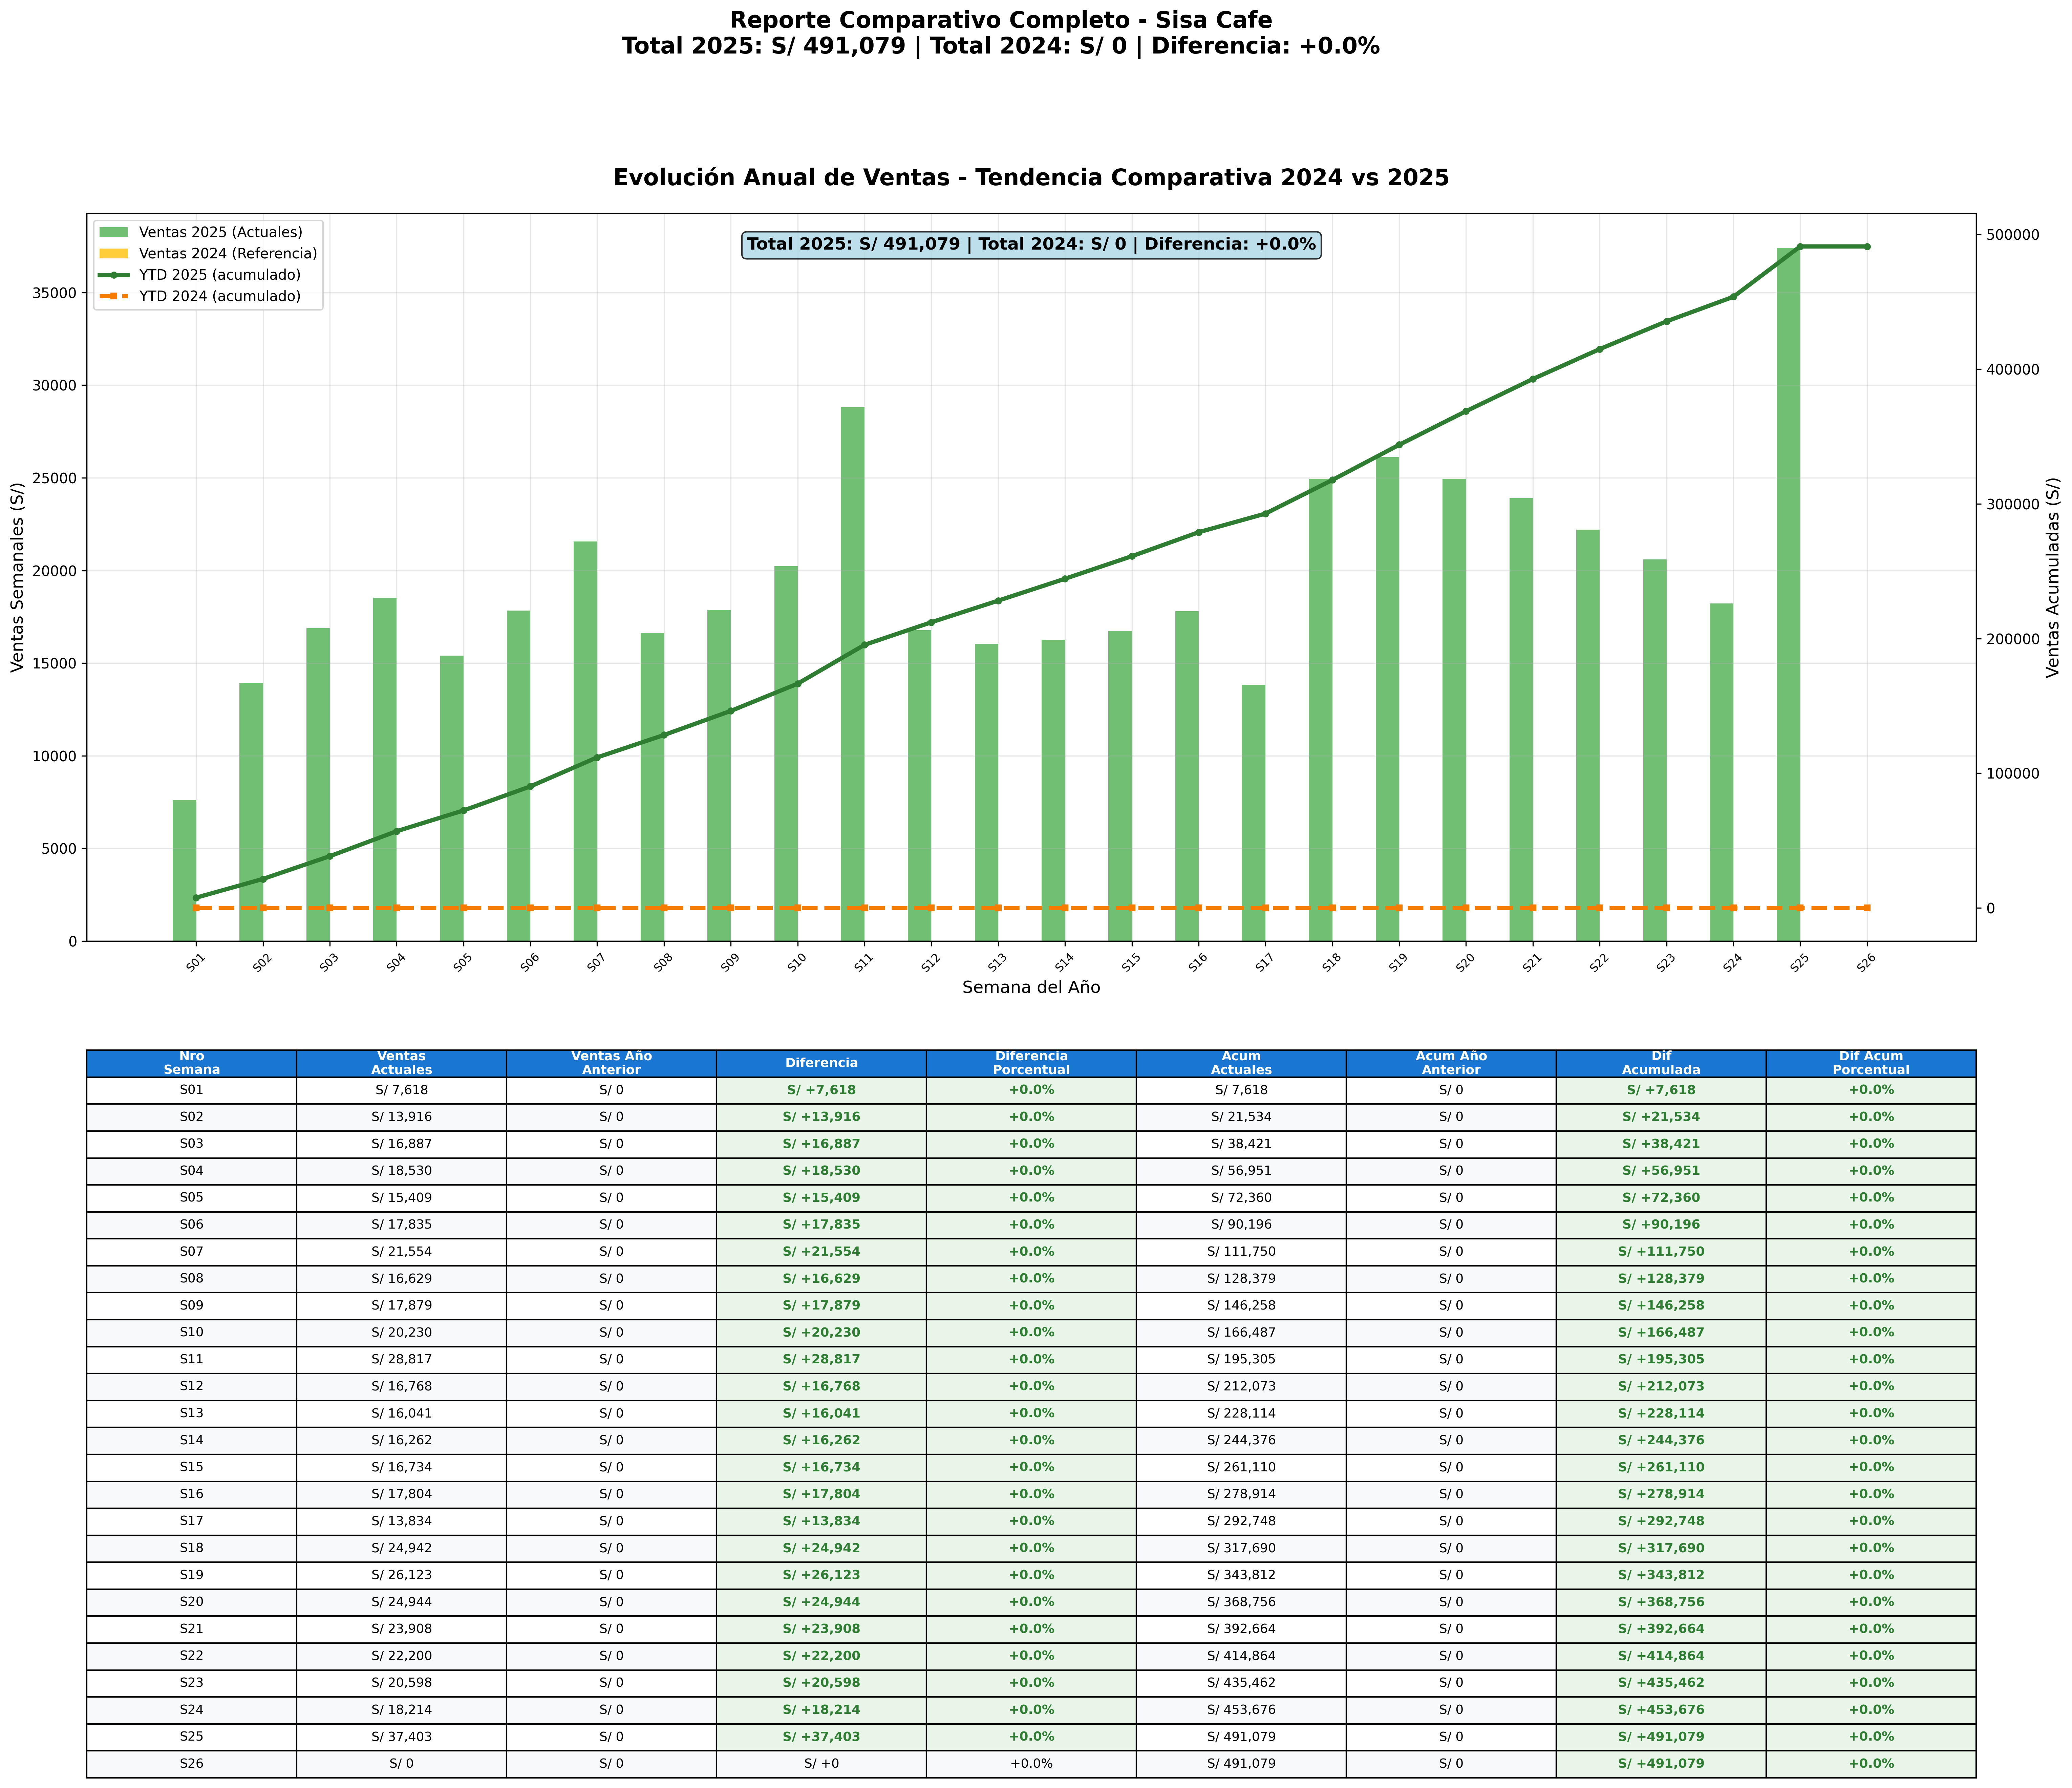 Reporte Comparativo Completo - Sisa Cafe
Total 2025: S/ 491,079 | Total 2024: S/ 0 | Diferencia: +0.0%
Evolución Anual de Ventas - Tendencia Comparativa 2024 vs 2025
Ventas 2025 (Actuales)
Ventas 2024 (Referencia)
YTD 2025 (acumulado)
YTD 2024 (acumulado)
Total 2025: S/ 491,079 | Total 2024: S/ 0 | Diferencia: +0.0%
Ventas Semanales (S/)
35000
30000
25000
20000
15000
10000
5000
0
Ventas Acumuladas (S/)
500000
400000
300000
200000
100000
0
S01 S02 S03 S04 S05 S06 S07 S08 S09 S10 S11 S12 S13 S14 S15 S16 S17 S18 S19 S20 S21 S22 S23 S24 S25 S26
Semana del Año
Nro Semana Ventas Actuales Ventas Año Anterior Diferencia Diferencia Porcentual Acum Actuales Acum Año Anterior Dif Acumulada Dif Acum Porcentual
S01 S/ 7,618 S/ 0 S/ +7,618 +0.0% S/ 7,618 S/ 0 S/ +7,618 +0.0%
S02 S/ 13,916 S/ 0 S/ +13,916 +0.0% S/ 21,534 S/ 0 S/ +21,534 +0.0%
S03 S/ 16,887 S/ 0 S/ +16,887 +0.0% S/ 38,421 S/ 0 S/ +38,421 +0.0%
S04 S/ 18,530 S/ 0 S/ +18,530 +0.0% S/ 56,951 S/ 0 S/ +56,951 +0.0%
S05 S/ 15,409 S/ 0 S/ +15,409 +0.0% S/ 72,360 S/ 0 S/ +72,360 +0.0%
S06 S/ 17,835 S/ 0 S/ +17,835 +0.0% S/ 90,196 S/ 0 S/ +90,196 +0.0%
S07 S/ 21,554 S/ 0 S/ +21,554 +0.0% S/ 111,750 S/ 0 S/ +111,750 +0.0%
S08 S/ 16,629 S/ 0 S/ +16,629 +0.0% S/ 128,379 S/ 0 S/ +128,379 +0.0%
S09 S/ 17,879 S/ 0 S/ +17,879 +0.0% S/ 146,258 S/ 0 S/ +146,258 +0.0%
S10 S/ 20,230 S/ 0 S/ +20,230 +0.0% S/ 166,487 S/ 0 S/ +166,487 +0.0%
S11 S/ 28,817 S/ 0 S/ +28,817 +0.0% S/ 195,305 S/ 0 S/ +195,305 +0.0%
S12 S/ 16,768 S/ 0 S/ +16,768 +0.0% S/ 212,073 S/ 0 S/ +212,073 +0.0%
S13 S/ 16,041 S/ 0 S/ +16,041 +0.0% S/ 228,114 S/ 0 S/ +228,114 +0.0%
S14 S/ 16,262 S/ 0 S/ +16,262 +0.0% S/ 244,376 S/ 0 S/ +244,376 +0.0%
S15 S/ 16,734 S/ 0 S/ +16,734 +0.0% S/ 261,110 S/ 0 S/ +261,110 +0.0%
S16 S/ 17,804 S/ 0 S/ +17,804 +0.0% S/ 278,914 S/ 0 S/ +278,914 +0.0%
S17 S/ 13,834 S/ 0 S/ +13,834 +0.0% S/ 292,748 S/ 0 S/ +292,748 +0.0%
S18 S/ 24,942 S/ 0 S/ +24,942 +0.0% S/ 317,690 S/ 0 S/ +317,690 +0.0%
S19 S/ 26,123 S/ 0 S/ +26,123 +0.0% S/ 343,812 S/ 0 S/ +343,812 +0.0%
S20 S/ 24,944 S/ 0 S/ +24,944 +0.0% S/ 368,756 S/ 0 S/ +368,756 +0.0%
S21 S/ 23,908 S/ 0 S/ +23,908 +0.0% S/ 392,664 S/ 0 S/ +392,664 +0.0%
S22 S/ 22,200 S/ 0 S/ +22,200 +0.0% S/ 414,864 S/ 0 S/ +414,864 +0.0%
S23 S/ 20,598 S/ 0 S/ +20,598 +0.0% S/ 435,462 S/ 0 S/ +435,462 +0.0%
S24 S/ 18,214 S/ 0 S/ +18,214 +0.0% S/ 453,676 S/ 0 S/ +453,676 +0.0%
S25 S/ 37,403 S/ 0 S/ +37,403 +0.0% S/ 491,079 S/ 0 S/ +491,079 +0.0%
S26 S/ 0 S/ 0 S/ +0 +0.0% S/ 491,079 S/ 0 S/ +491,079 +0.0%